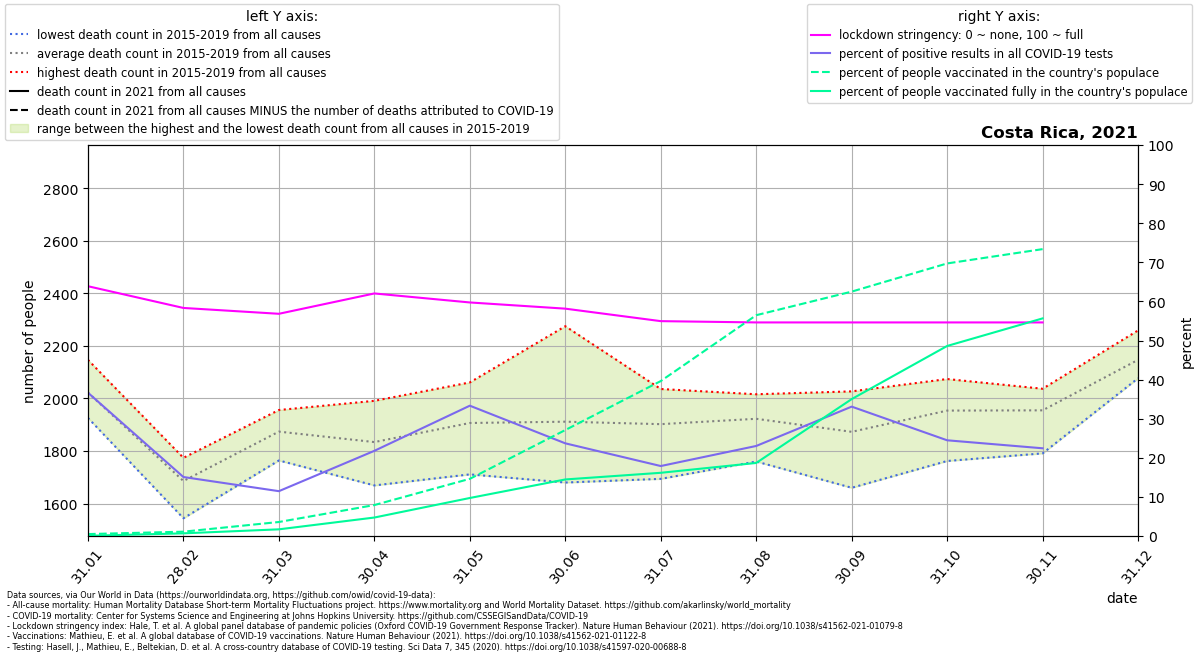 left Y axis:
lowest death count in 2015-2019 from all causes
average death count in 2015-2019 from all causes
highest death count in 2015-2019 from all causes
death count in 2021 from all causes
death count in 2021 from all causes MINUS the number of deaths attributed to COVID-19
range between the highest and the lowest death count from all causes in 2015-2019
right Y axis:
lockdown stringency: 0 ~ none, 100 ~ full
percent of positive results in all COVID-19 tests
percent of people vaccinated in the country's populace
percent of people vaccinated fully in the country's populace
Costa Rica, 2021
number of people
2800
2600
2400
2200
2000
1800
1600
100
90
80
70
60
50
40
30
20
10
0
percent
31.01
28.02
31.03
30.04
31.05
30.06
31.07
31.08
30.09
31.10
30.11
31.12
date
Data sources, via Our World in Data (https://ourworldindata.org, https://github.com/owid/covid-19-data):
- All-cause mortality: Human Mortality Database Short-term Mortality Fluctuations project. https://www.mortality.org and World Mortality Dataset. https://github.com/akarlinsky/world_mortality
- COVID-19 mortality: Center for Systems Science and Engineering at Johns Hopkins University. https://github.com/CSSEGISandData/COVID-19
- Lockdown stringency index: Hale, T. et al. A global panel database of pandemic policies (Oxford COVID-19 Government Response Tracker). Nature Human Behaviour (2021). https://doi.org/10.1038/s41562-021-01079-8
- Vaccinations: Mathieu, E. et al. A global database of COVID-19 vaccinations. Nature Human Behaviour (2021). https://doi.org/10.1038/s41562-021-01122-8
- Testing: Hasell, J., Mathieu, E., Beltekian, D. et al. A cross-country database of COVID-19 testing. Sci Data 7, 345 (2020). https://doi.org/10.1038/s41597-020-00688-8